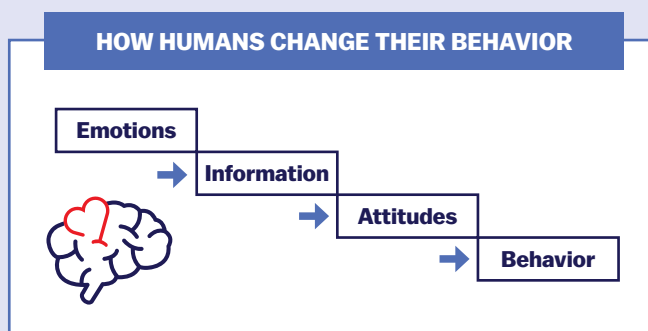 HOW HUMANS CHANGE THEIR BEHAVIOR
Emotions
Information
Attitudes
Behavior